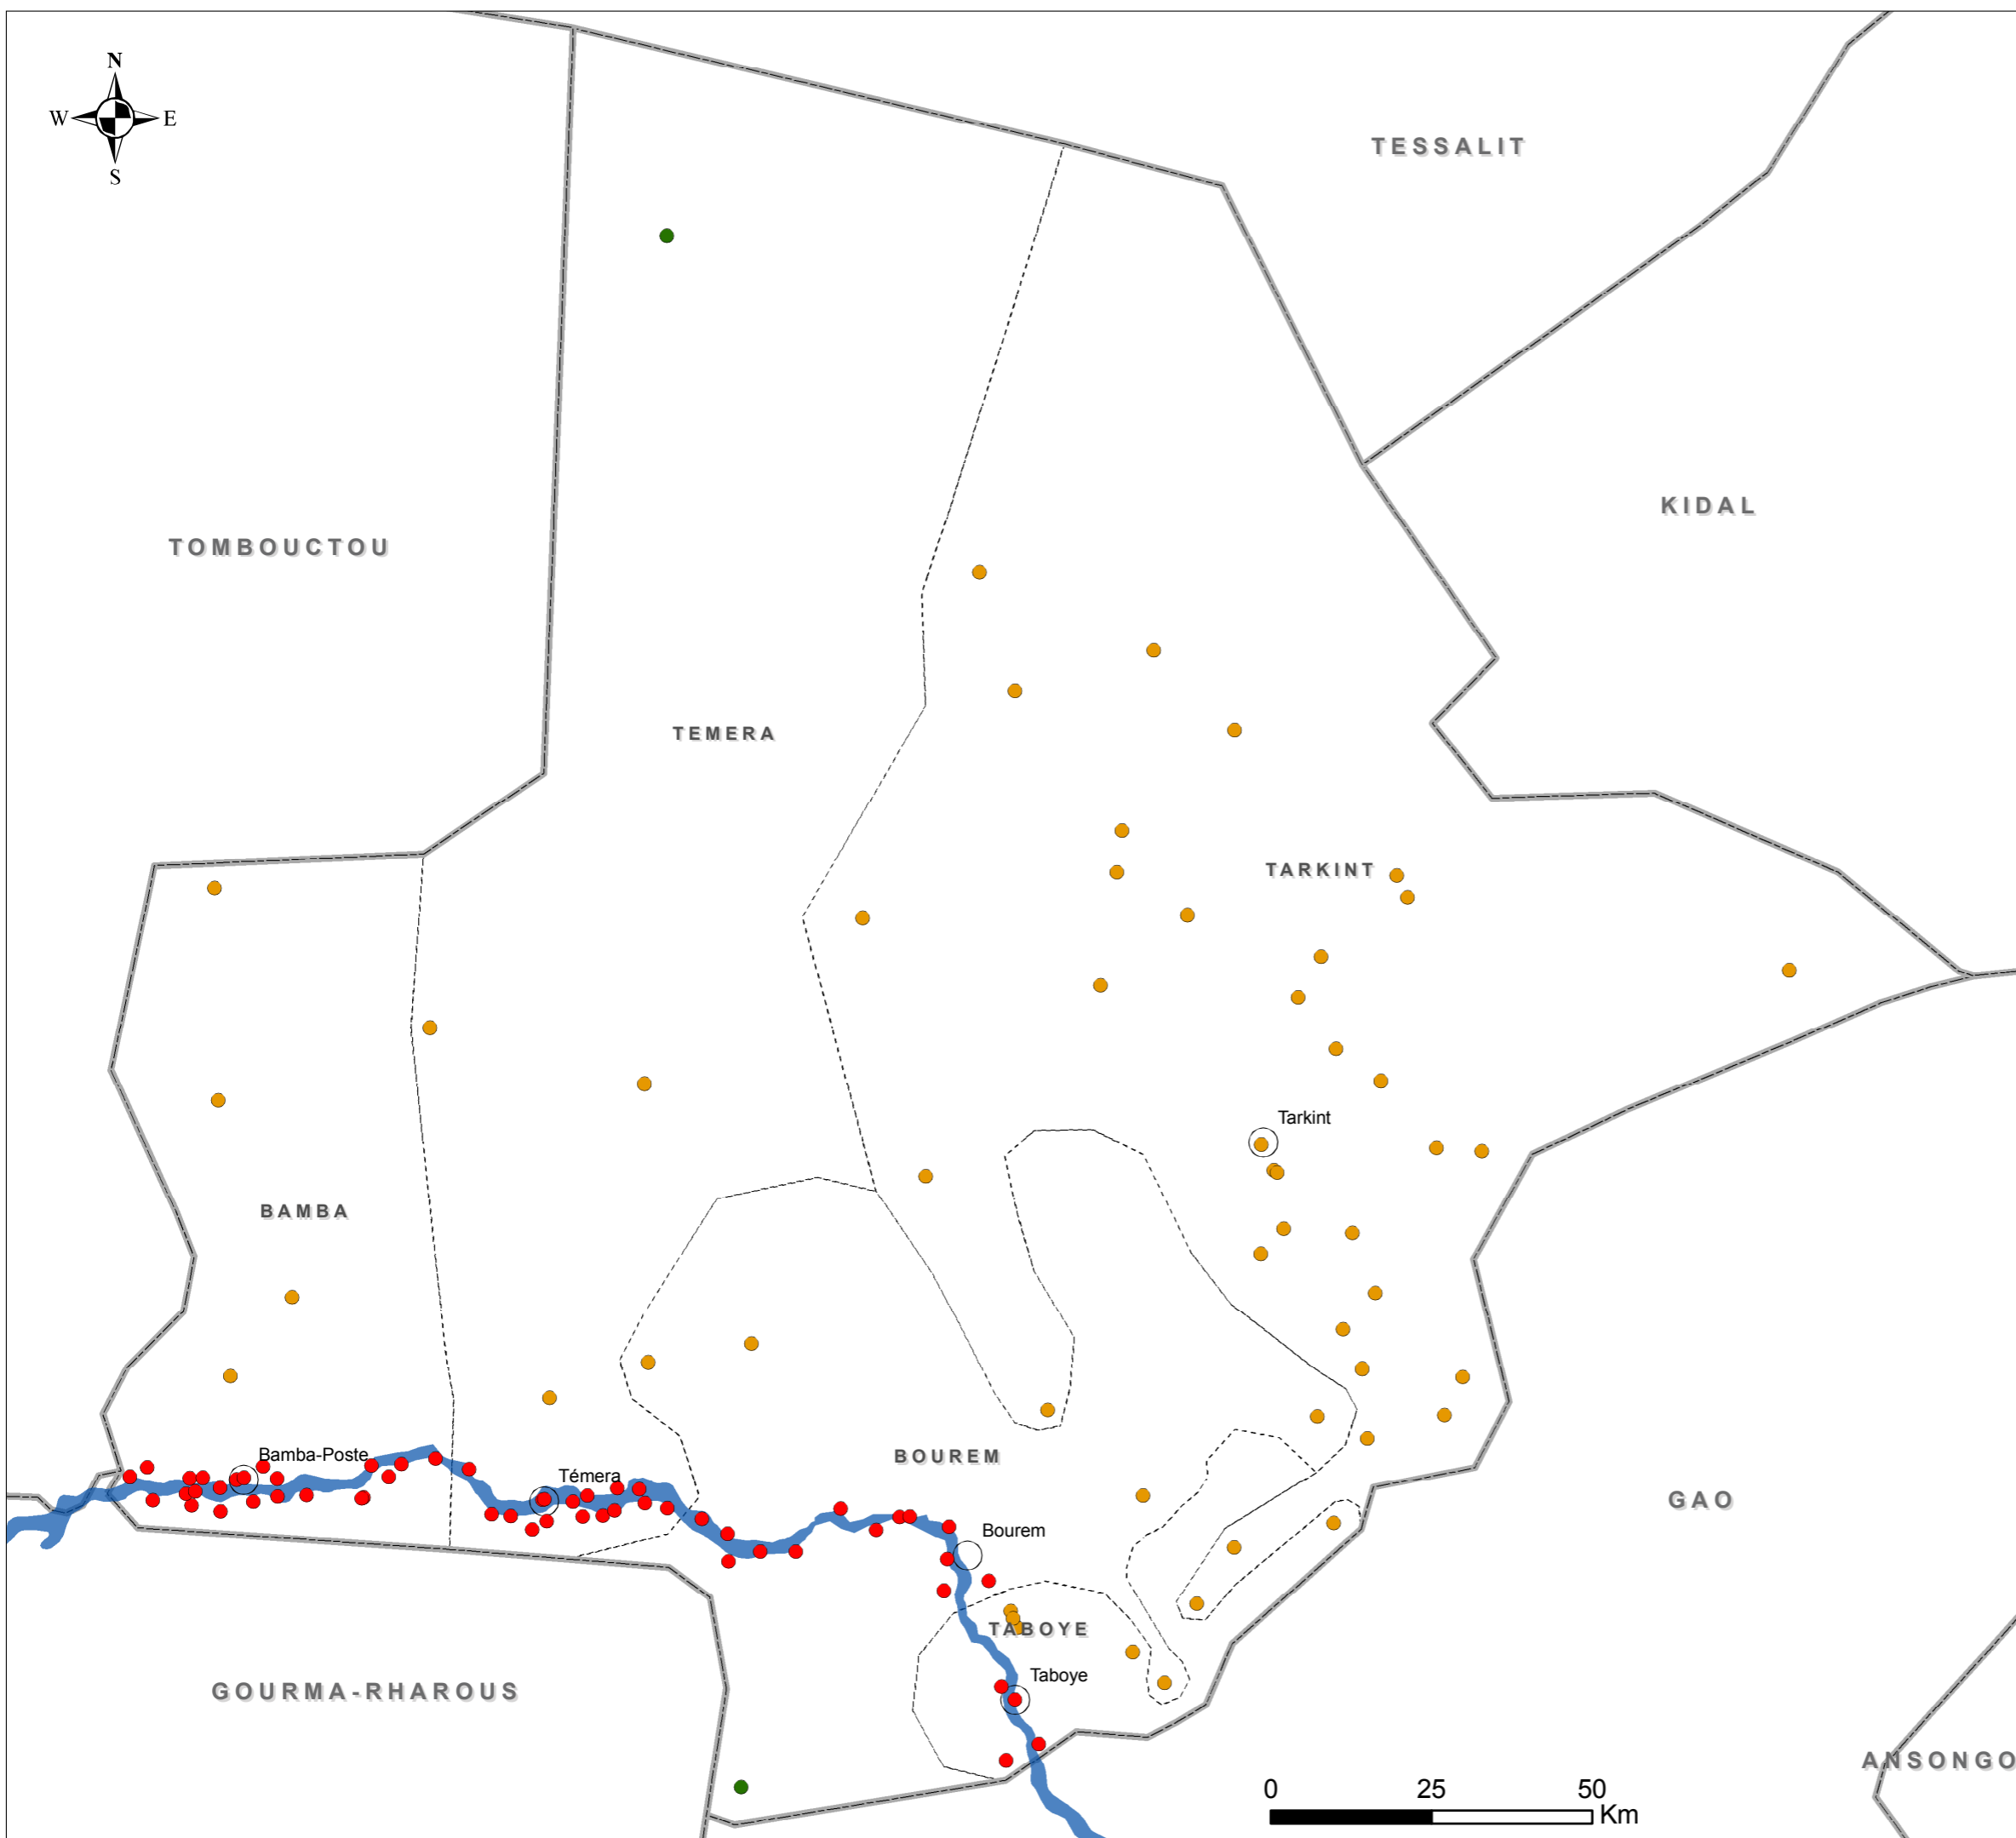 N
W E
S
TESSALIT
KIDAL
TOMBOUCTOU
TEMERA
TARKINT
Tarkint
BAMBA
Bamba-Poste
BOUREM
Témera
GAO
Bourem
TABOYE
Taboye
GOURMA-RHAROUS
ANSONGO
0 25 50
Km